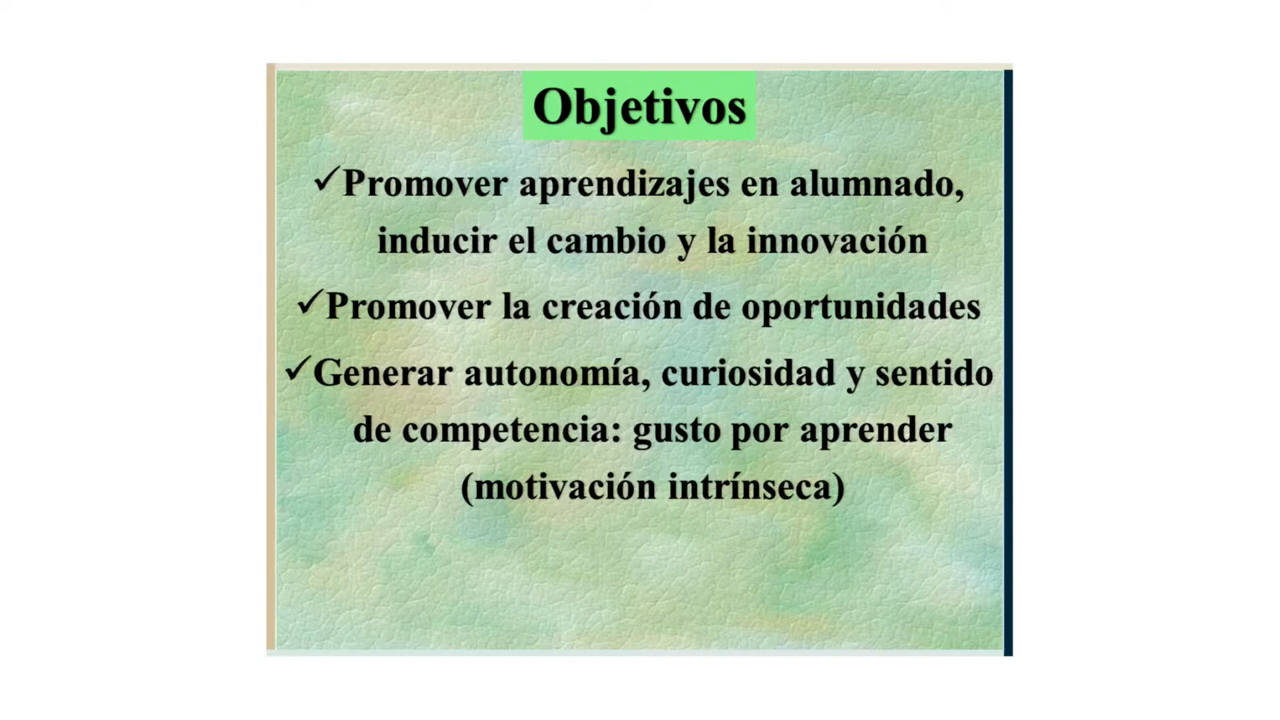 Objetivos
✓Promover aprendizajes en alumnado,
inducir el cambio y la innovación
✓Promover la creación de oportunidades
✓Generar autonomía, curiosidad y sentido
de competencia: gusto por aprender
(motivación intrínseca)